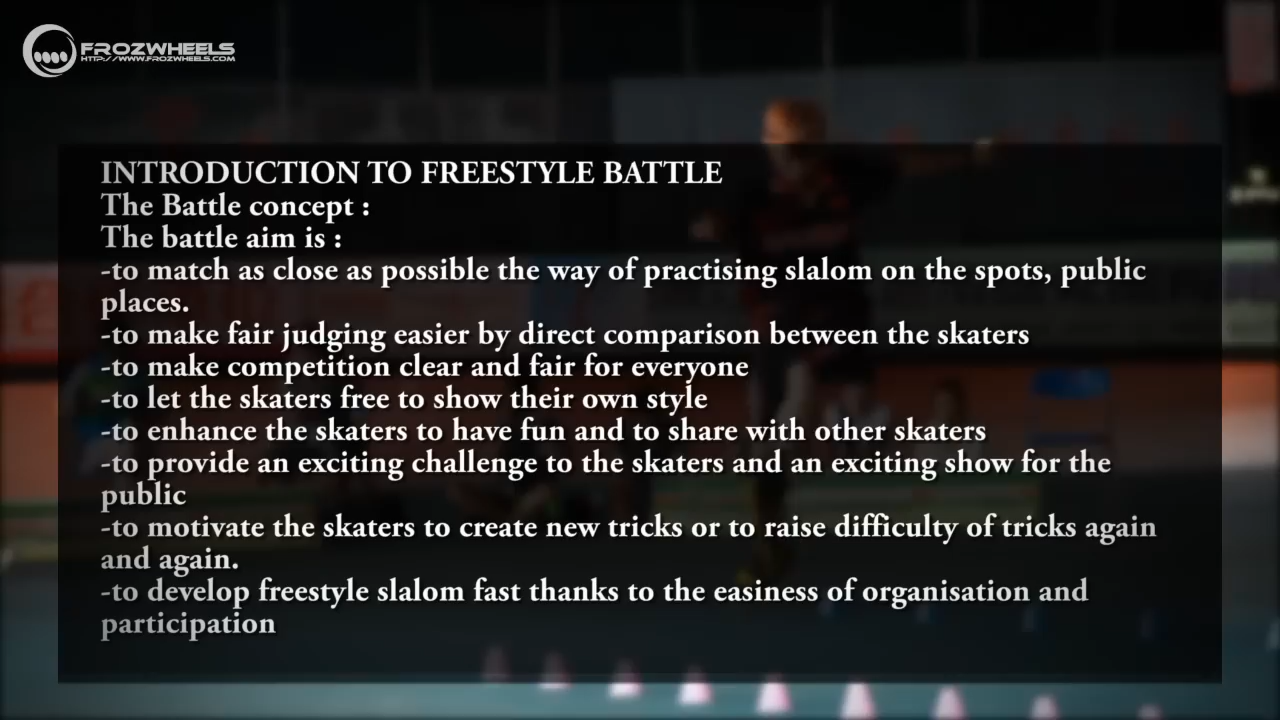 FROZWHEELS
HTTP://WWW.FROZWHEELS.COM
INTRODUCTION TO FREESTYLE BATTLE
The Battle concept :
The battle aim is :
-to match as close as possible the way of practising slalom on the spots, public
places.
-to make fair judging easier by direct comparison between the skaters
-to make competition clear and fair for everyone
-to let the skaters free to show their own style
-to enhance the skaters to have fun and to share with other skaters
-to provide an exciting challenge to the skaters and an exciting show for the
public
-to motivate the skaters to create new tricks or to raise difficulty of tricks again
and again.
-to develop freestyle slalom fast thanks to the easiness of organisation and
participation